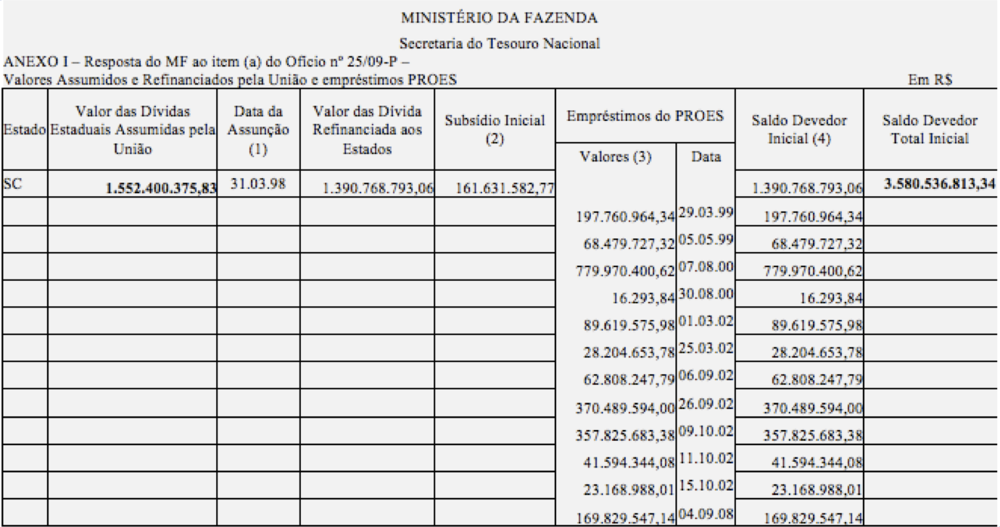 MINISTÉRIO DA FAZENDA
Secretaria do Tesouro Nacional
ANEXO I – Resposta do MF ao item (a) do Ofício nº 25/09-P –
Valores Assumidos e Refinanciados pela União e empréstimos PROES Em R$
Estado Valor das Dívidas Estaduais Assumidas pela União Data da Assunção (1) Valor das Dívida Refinanciada aos Estados Subsídio Inicial (2) Empréstimos do PROES Saldo Devedor Inicial (4) Saldo Devedor Total Inicial
Valores (3) Data
SC 1.552.400.375,83 31.03.98 1.390.768.793,06 161.631.582,77 1.390.768.793,06 3.580.536.813,34
197.760.964,34 29.03.99 197.760.964,34
68.479.727,32 05.05.99 68.479.727,32
779.970.400,62 07.08.00 779.970.400,62
16.293,84 30.08.00 16.293,84
89.619.575,98 01.03.02 89.619.575,98
28.204.653,78 25.03.02 28.204.653,78
62.808.247,79 06.09.02 62.808.247,79
370.489.594,00 26.09.02 370.489.594,00
357.825.683,38 09.10.02 357.825.683,38
41.594.344,08 11.10.02 41.594.344,08
23.168.988,01 15.10.02 23.168.988,01
169.829.547,14 04.09.08 169.829.547,14